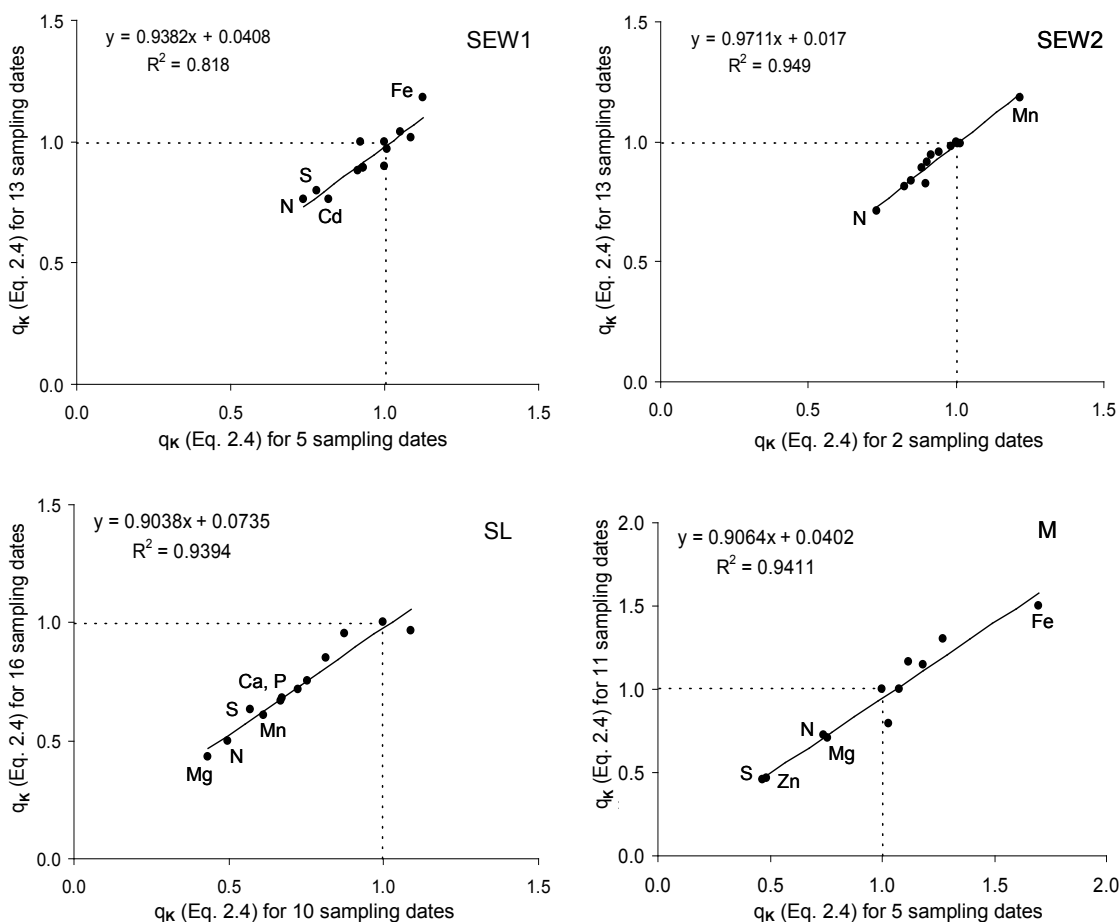 1.5
y = 0.9382x + 0.0408
R² = 0.818
SEW1
Fe
1.0
S
N
Cd
0.5
0.0
0.0 0.5 1.0 1.5
qK (Eq. 2.4) for 13 sampling dates
qK (Eq. 2.4) for 5 sampling dates
1.5
y = 0.9711x + 0.017
R² = 0.949
SEW2
Mn
1.0
N
0.5
0.0
0.0 0.5 1.0 1.5
qK (Eq. 2.4) for 13 sampling dates
qK (Eq. 2.4) for 2 sampling dates
1.5
y = 0.9038x + 0.0735
R² = 0.9394
SL
1.0
Ca, P
S
Mn
0.5
N
Mg
0.0
0.0 0.5 1.0 1.5
qK (Eq. 2.4) for 16 sampling dates
qK (Eq. 2.4) for 10 sampling dates
2.0
y = 0.9064x + 0.0402
R² = 0.9411
M
1.5
Fe
1.0
N
Mg
S
Zn
0.5
0.0
0.0 0.5 1.0 1.5 2.0
qK (Eq. 2.4) for 11 sampling dates
qK (Eq. 2.4) for 5 sampling dates